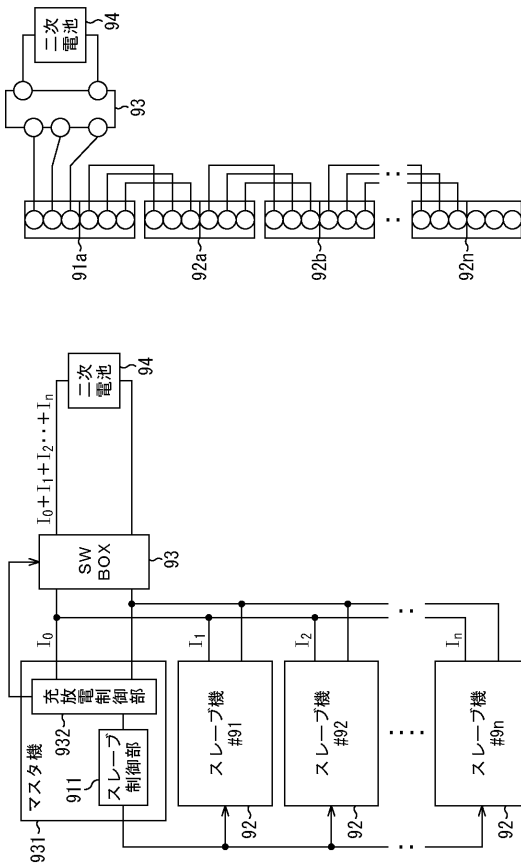 I₀+I₁+I₂‥+Iₙ
二次
電池
94
SW
BOX
93
I₀
マスタ機
931
充放電制御部
932
スレーブ
制御部
911
I₁
スレーブ機
#91
92
I₂
スレーブ機
#92
92
Iₙ
スレーブ機
#9n
92
二次
電池
94
93
91a
92a
92b
92n